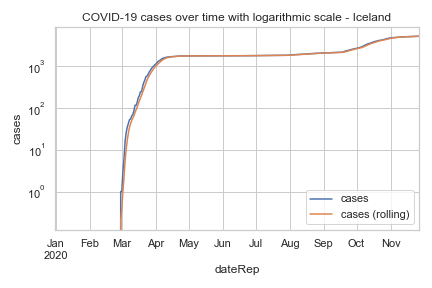 COVID-19 cases over time with logarithmic scale - Iceland
cases
10³
10²
10¹
10⁰
cases
cases (rolling)
Jan Feb Mar Apr May Jun Jul Aug Sep Oct Nov
2020
dateRep